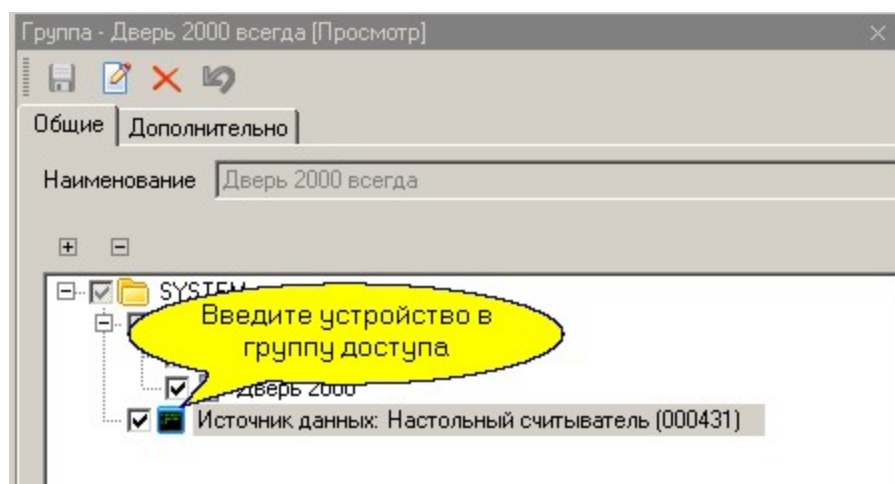 Группа - Дверь 2000 всегда [Просмотр]
Общие Дополнительно
Наименование Дверь 2000 всегда
SYSTEM
Введите устройство в
группу доступа
Дверь 2000
Источник данных: Настольный считыватель (000431)